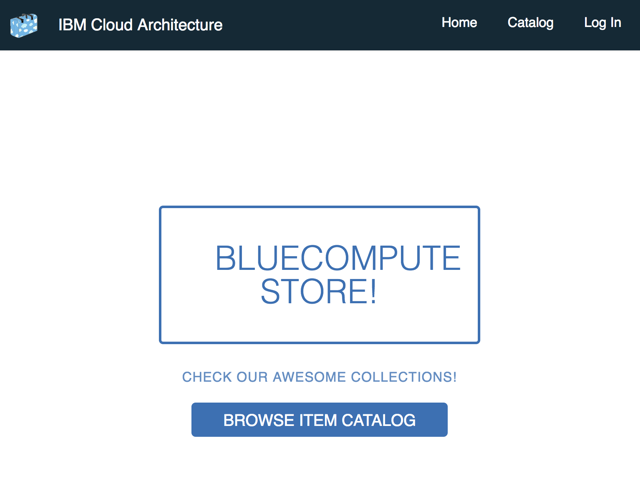 IBM Cloud Architecture
Home
Catalog
Log In
BLUECOMPUTE
STORE!
CHECK OUR AWESOME COLLECTIONS!
BROWSE ITEM CATALOG